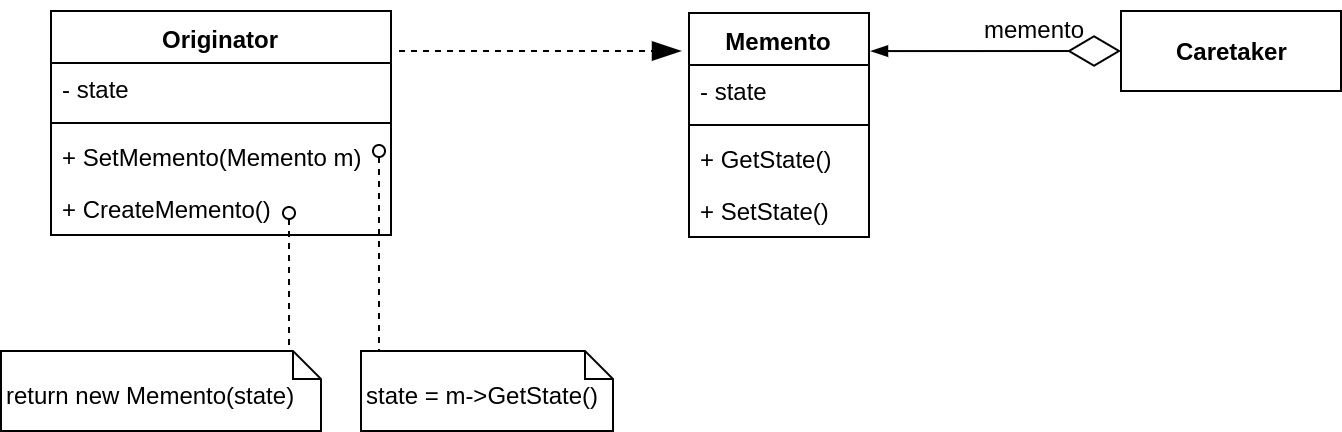 Originator
- state
+ SetMemento(Memento m)
+ CreateMemento()
Memento
- state
+ GetState()
+ SetState()
memento
Caretaker
return new Memento(state)
state = m->GetState()